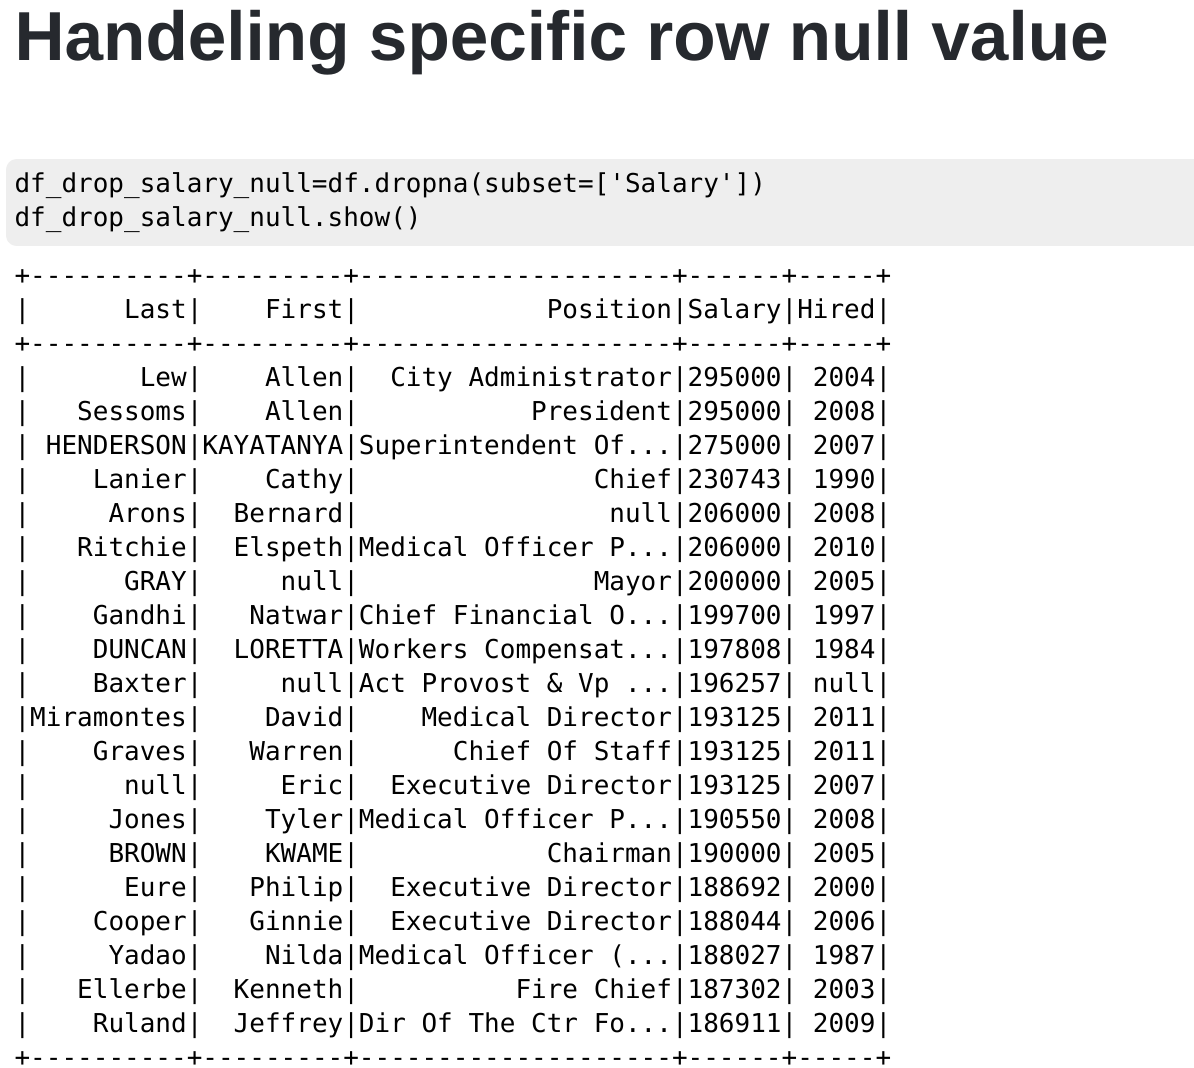 Handeling specific row null value
df_drop_salary_null=df.dropna(subset=['Salary'])
df_drop_salary_null.show()
+----------+---------+--------------------+------+-----+
|      Last|    First|            Position|Salary|Hired|
+----------+---------+--------------------+------+-----+
|       Lew|    Allen|  City Administrator|295000| 2004|
|   Sessoms|    Allen|           President|295000| 2008|
| HENDERSON|KAYATANYA|Superintendent Of...|275000| 2007|
|    Lanier|    Cathy|               Chief|230743| 1990|
|     Arons|  Bernard|                null|206000| 2008|
|   Ritchie|  Elspeth|Medical Officer P...|206000| 2010|
|      GRAY|     null|               Mayor|200000| 2005|
|    Gandhi|   Natwar|Chief Financial O...|199700| 1997|
|    DUNCAN|  LORETTA|Workers Compensat...|197808| 1984|
|    Baxter|     null|Act Provost & Vp ...|196257| null|
|Miramontes|    David|    Medical Director|193125| 2011|
|    Graves|   Warren|      Chief Of Staff|193125| 2011|
|      null|     Eric|  Executive Director|193125| 2007|
|     Jones|    Tyler|Medical Officer P...|190550| 2008|
|     BROWN|    KWAME|            Chairman|190000| 2005|
|      Eure|   Philip|  Executive Director|188692| 2000|
|    Cooper|   Ginnie|  Executive Director|188044| 2006|
|     Yadao|    Nilda|Medical Officer (...|188027| 1987|
|   Ellerbe|  Kenneth|          Fire Chief|187302| 2003|
|    Ruland|  Jeffrey|Dir Of The Ctr Fo...|186911| 2009|
+----------+---------+--------------------+------+-----+